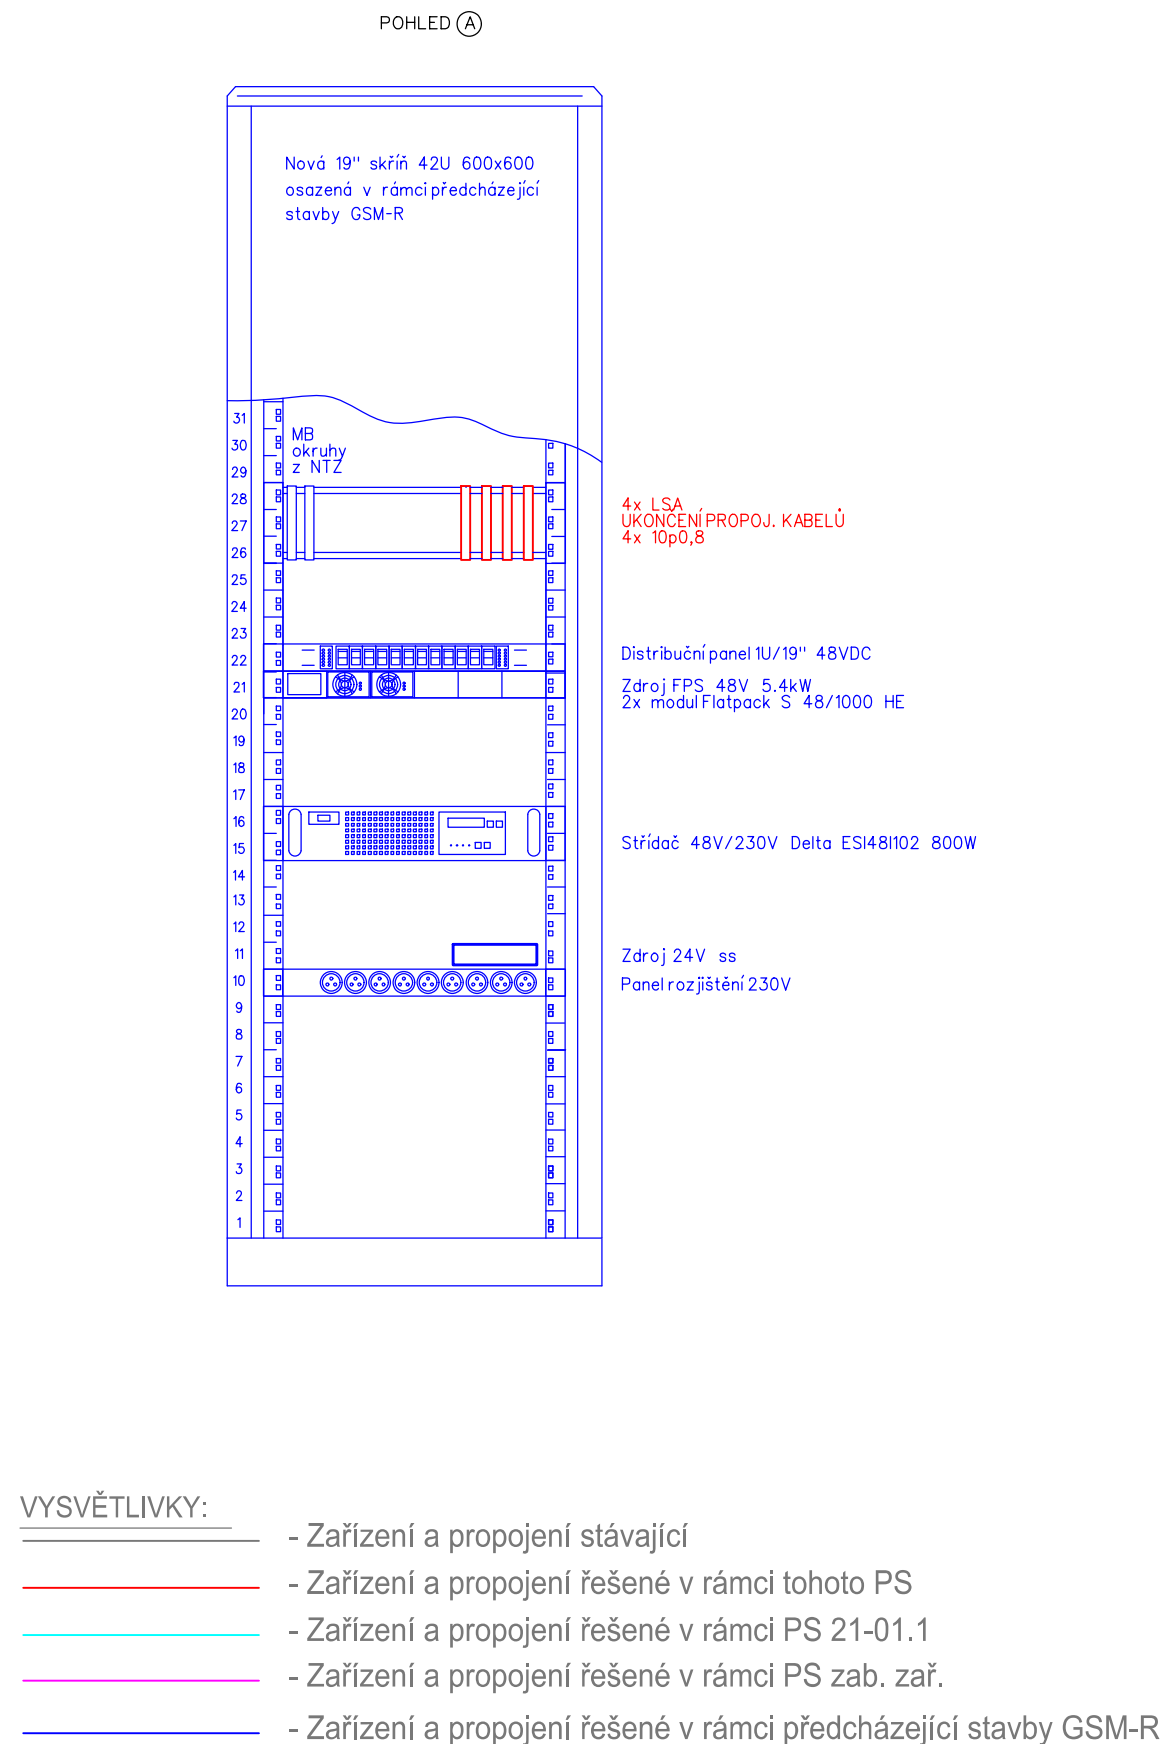 POHLED A
Nová 19" skříň 42U 600x600
osazená v rámci předcházející
stavby GSM-R
31
30
29
28
27
26
25
24
23
22
21
20
19
18
17
16
15
14
13
12
11
10
9
8
7
6
5
4
3
2
1
MB
okruhy
z NTZ
4x LSA
UKONČENÍ PROPOJ. KABELŮ
4x 10p0,8
Distribuční panel 1U/19" 48VDC
Zdroj FPS 48V 5.4kW
2x modul Flatpack S 48/1000 HE
Střídač 48V/230V Delta ESI48I102 800W
Zdroj 24V ss
Panel rozjištění 230V
VYSVĚTLIVKY:
- Zařízení a propojení stávající
- Zařízení a propojení řešené v rámci tohoto PS
- Zařízení a propojení řešené v rámci PS 21-01.1
- Zařízení a propojení řešené v rámci PS zab. zař.
- Zařízení a propojení řešené v rámci předcházející stavby GSM-R